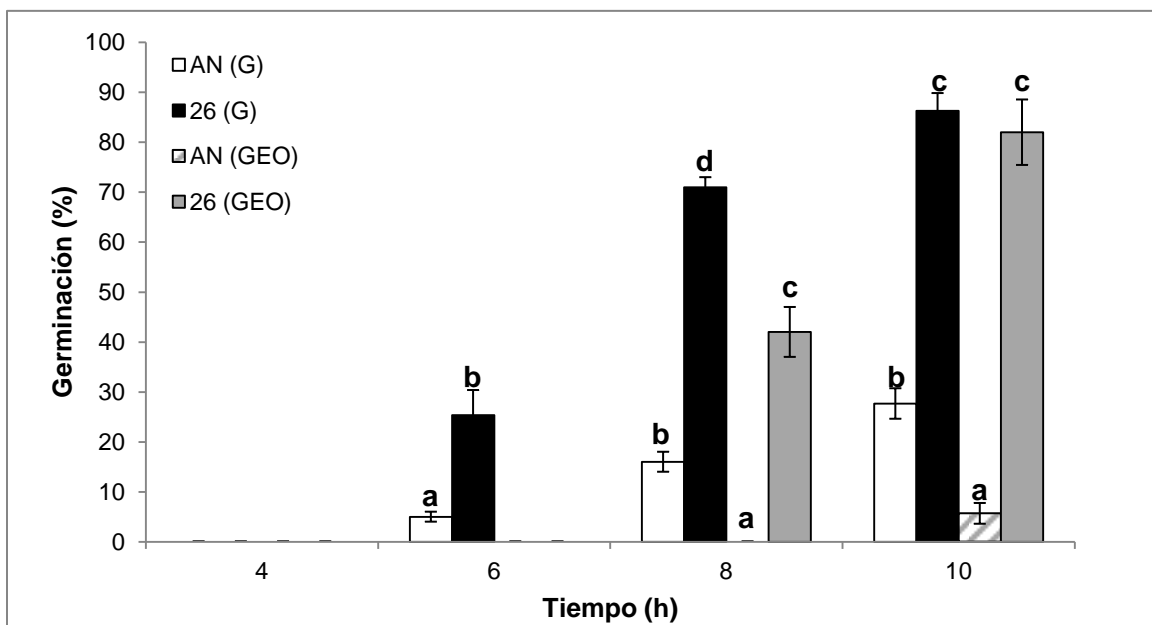 Germinación (%)
100
90
80
70
60
50
40
30
20
10
0
AN (G)
26 (G)
AN (GEO)
26 (GEO)
a
b
b
d
a
c
b
c
a
c
4
6
8
10
Tiempo (h)